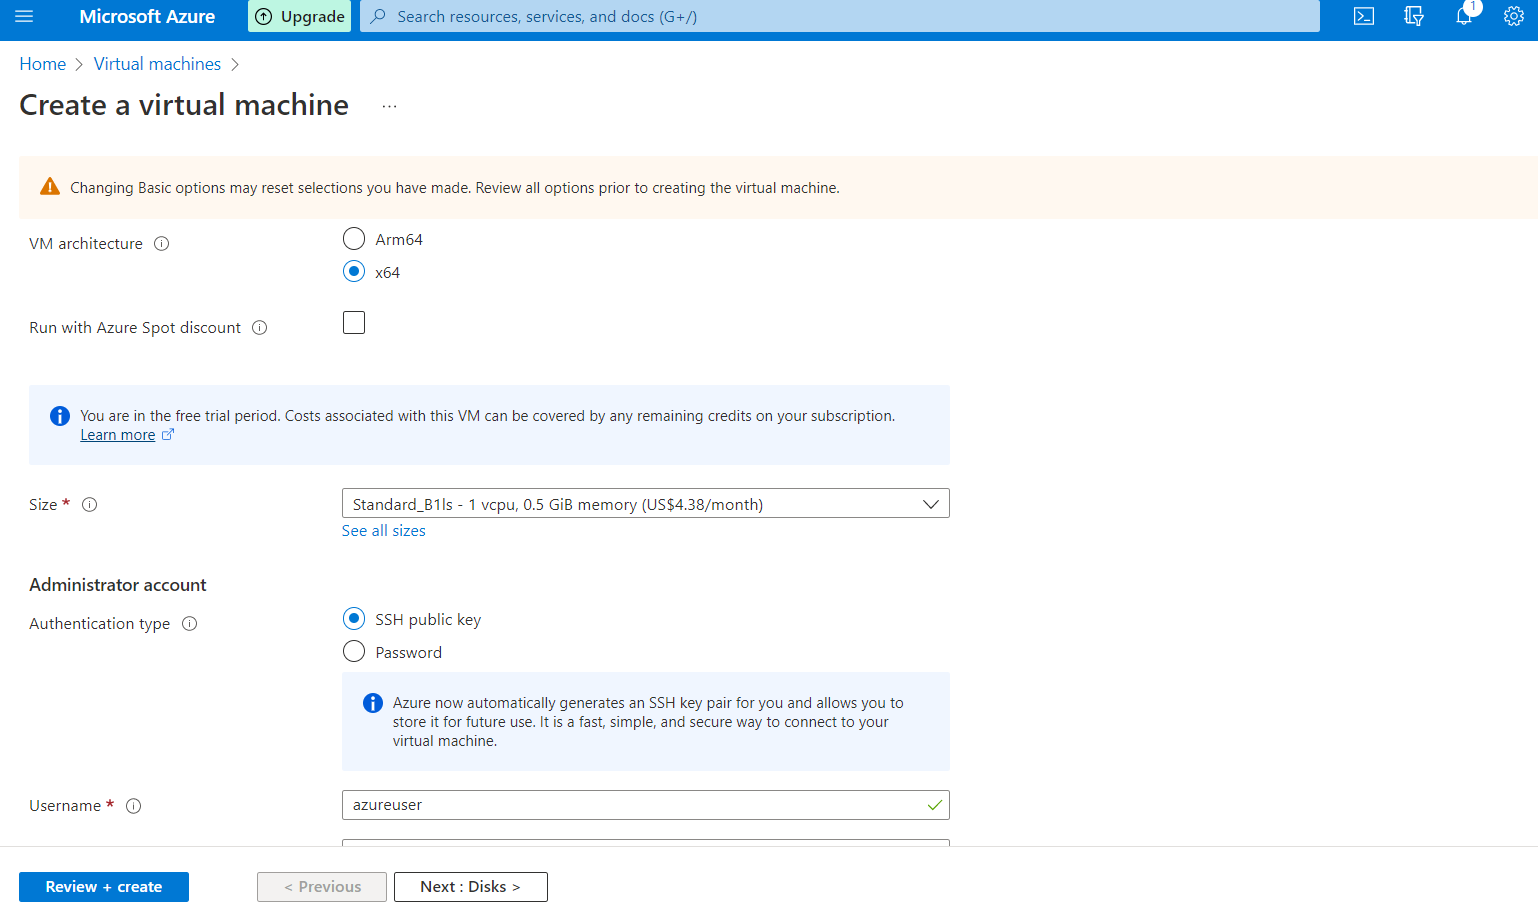 Microsoft Azure
Upgrade
Search resources, services, and docs (G+/)
1
Home > Virtual machines >
Create a virtual machine ...
Changing Basic options may reset selections you have made. Review all options prior to creating the virtual machine.
VM architecture
Arm64
x64
Run with Azure Spot discount
You are in the free trial period. Costs associated with this VM can be covered by any remaining credits on your subscription.
Learn more
Size *
Standard_B1ls - 1 vcpu, 0.5 GiB memory (US$4.38/month)
See all sizes
Administrator account
Authentication type
SSH public key
Password
Azure now automatically generates an SSH key pair for you and allows you to
store it for future use. It is a fast, simple, and secure way to connect to your
virtual machine.
Username *
azureuser
Review + create
< Previous
Next : Disks >